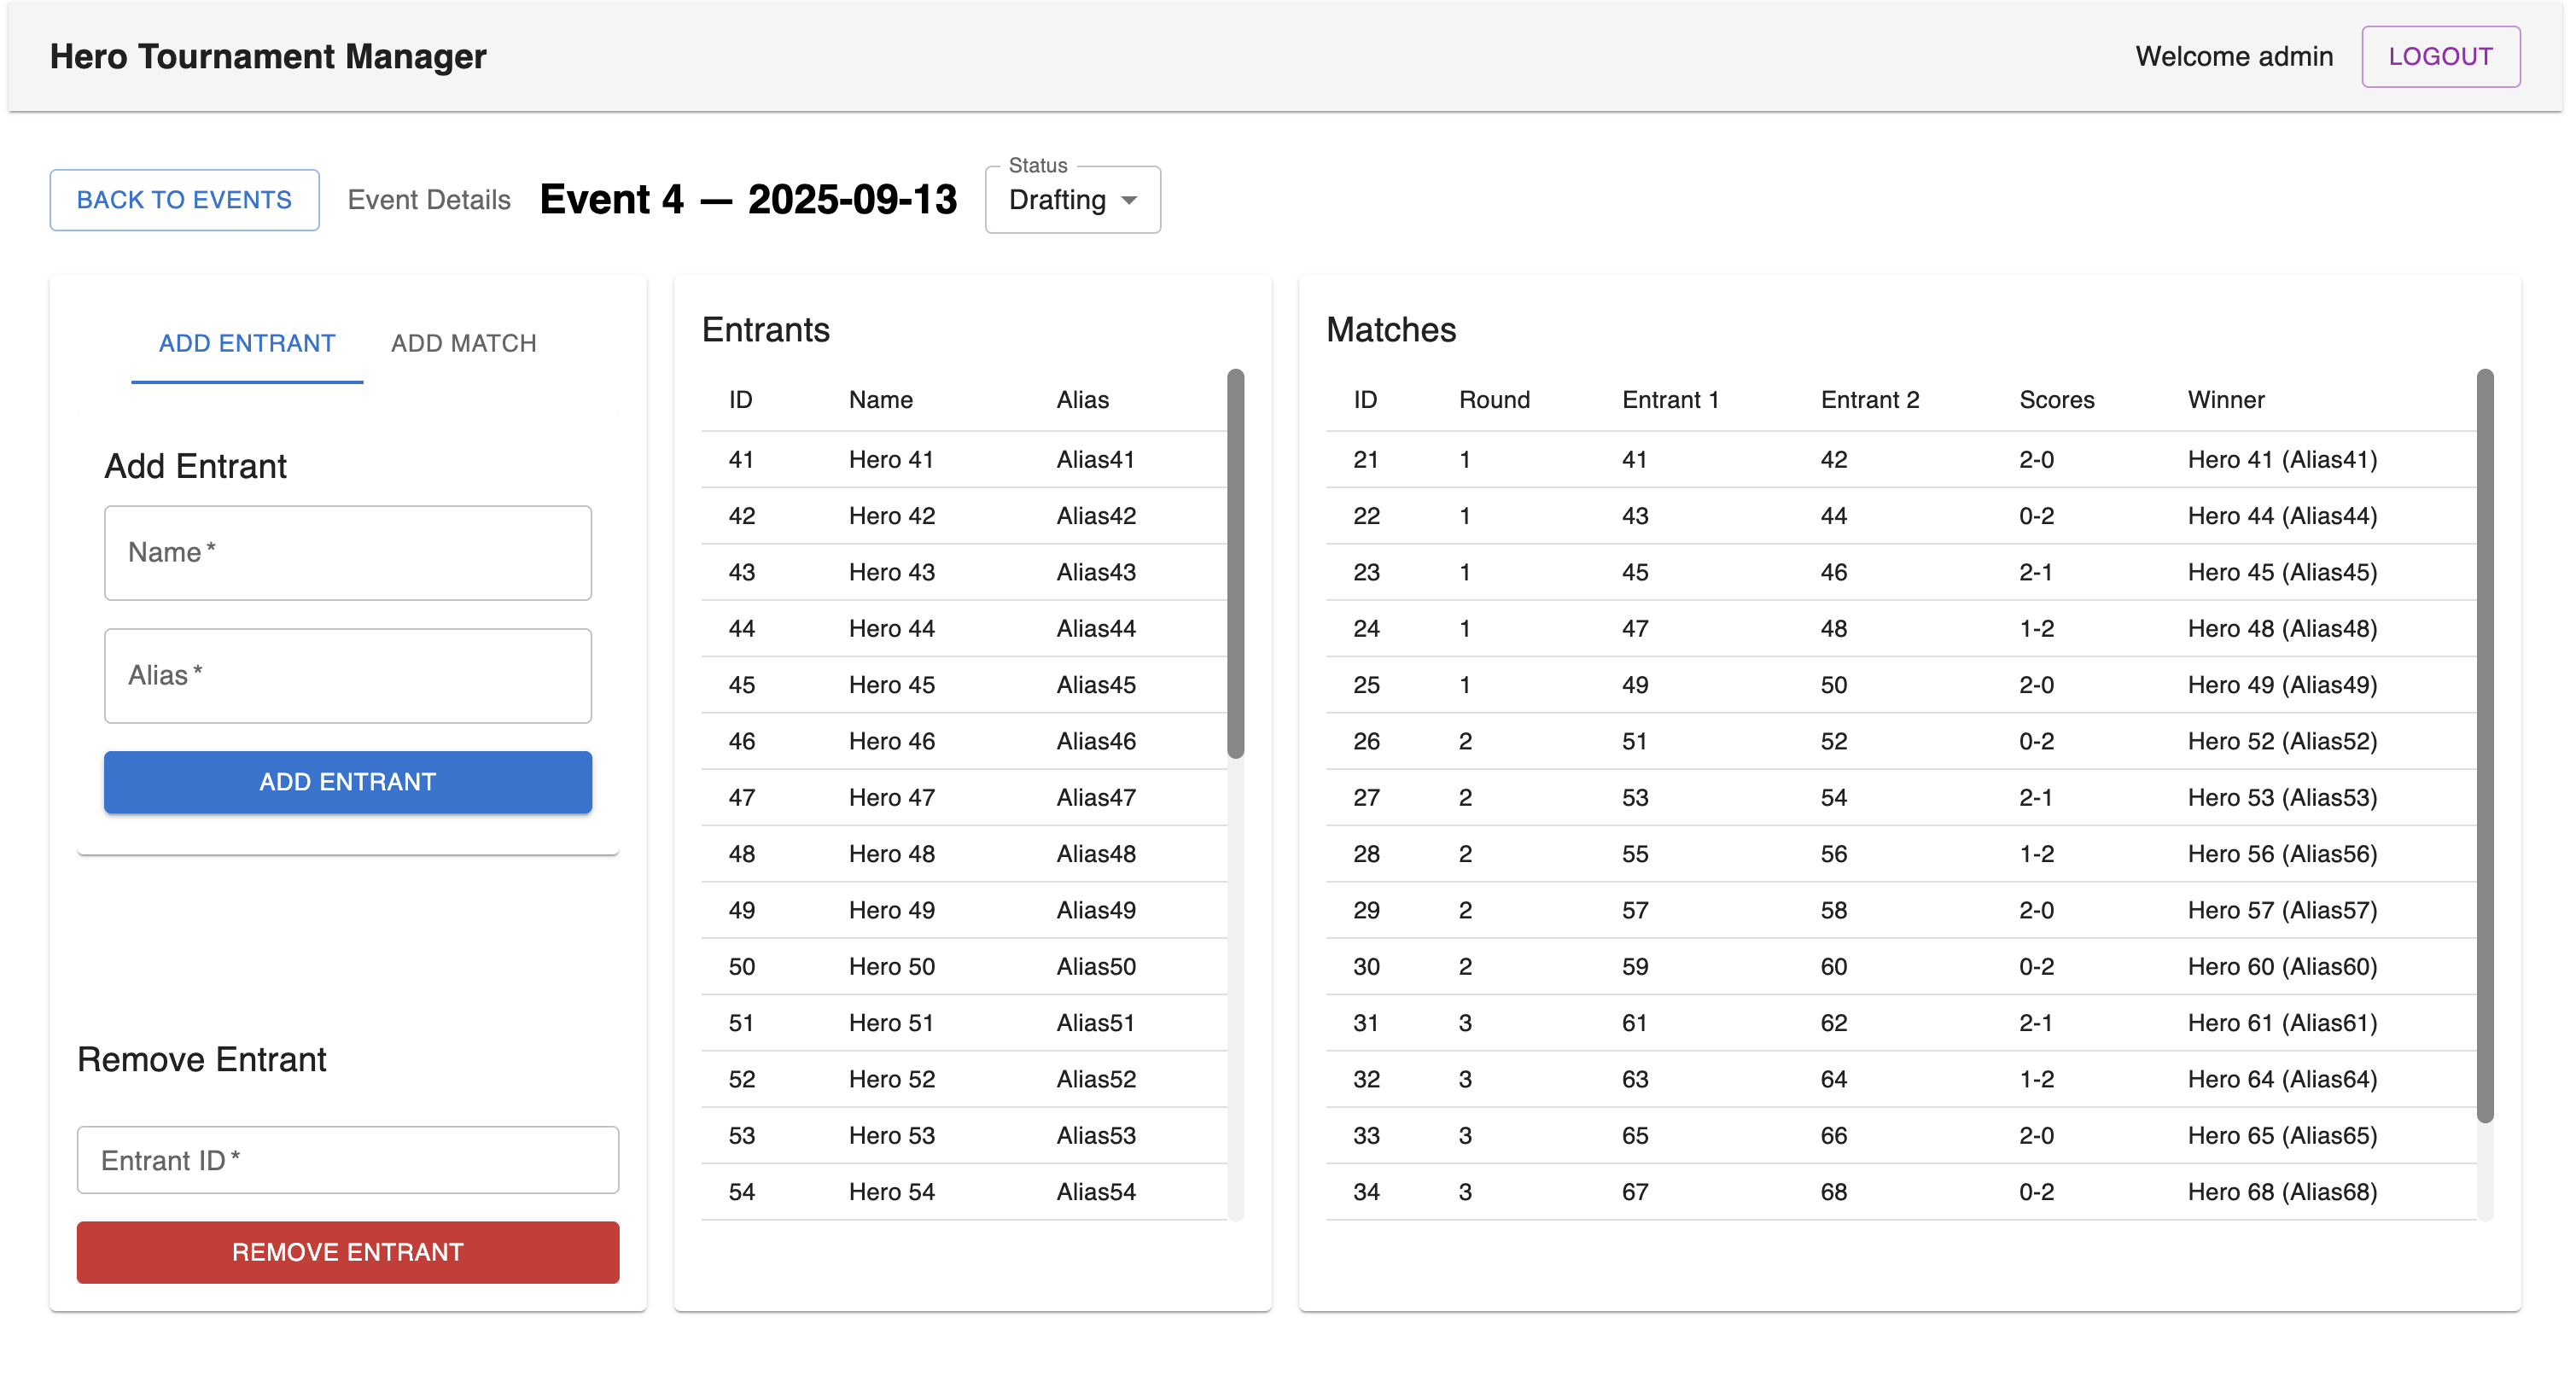 Hero Tournament Manager
Welcome admin
LOGOUT
BACK TO EVENTS
Event Details
Event 4 — 2025-09-13
Status
Drafting
ADD ENTRANT
ADD MATCH
Add Entrant
Name *
Alias *
ADD ENTRANT
Remove Entrant
Entrant ID *
REMOVE ENTRANT
Entrants
ID Name Alias
41 Hero 41 Alias41
42 Hero 42 Alias42
43 Hero 43 Alias43
44 Hero 44 Alias44
45 Hero 45 Alias45
46 Hero 46 Alias46
47 Hero 47 Alias47
48 Hero 48 Alias48
49 Hero 49 Alias49
50 Hero 50 Alias50
51 Hero 51 Alias51
52 Hero 52 Alias52
53 Hero 53 Alias53
54 Hero 54 Alias54
Matches
ID Round Entrant 1 Entrant 2 Scores Winner
21 1 41 42 2-0 Hero 41 (Alias41)
22 1 43 44 0-2 Hero 44 (Alias44)
23 1 45 46 2-1 Hero 45 (Alias45)
24 1 47 48 1-2 Hero 48 (Alias48)
25 1 49 50 2-0 Hero 49 (Alias49)
26 2 51 52 0-2 Hero 52 (Alias52)
27 2 53 54 2-1 Hero 53 (Alias53)
28 2 55 56 1-2 Hero 56 (Alias56)
29 2 57 58 2-0 Hero 57 (Alias57)
30 2 59 60 0-2 Hero 60 (Alias60)
31 3 61 62 2-1 Hero 61 (Alias61)
32 3 63 64 1-2 Hero 64 (Alias64)
33 3 65 66 2-0 Hero 65 (Alias65)
34 3 67 68 0-2 Hero 68 (Alias68)